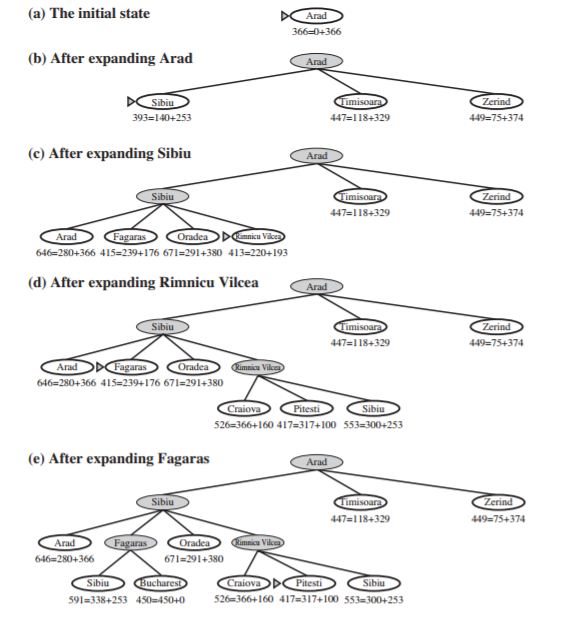 (a) The initial state
Arad
366=0+366
(b) After expanding Arad
Arad
Sibiu Timisoara Zerind
393=140+253 447=118+329 449=75+374
(c) After expanding Sibiu
Arad
Sibiu Timisoara Zerind
447=118+329 449=75+374
Arad Fagaras Oradea Rimnicu Vilcea
646=280+366 415=239+176 671=291+380 413=220+193
(d) After expanding Rimnicu Vilcea
Arad
Sibiu Timisoara Zerind
447=118+329 449=75+374
Arad Fagaras Oradea Rimnicu Vilcea
646=280+366 415=239+176 671=291+380
Craiova Pitesti Sibiu
526=366+160 417=317+100 553=300+253
(e) After expanding Fagaras
Arad
Sibiu Timisoara Zerind
447=118+329 449=75+374
Arad Fagaras Oradea Rimnicu Vilcea
646=280+366 671=291+380
Sibiu Bucharest Craiova Pitesti Sibiu
591=338+253 450=450+0 526=366+160 417=317+100 553=300+253